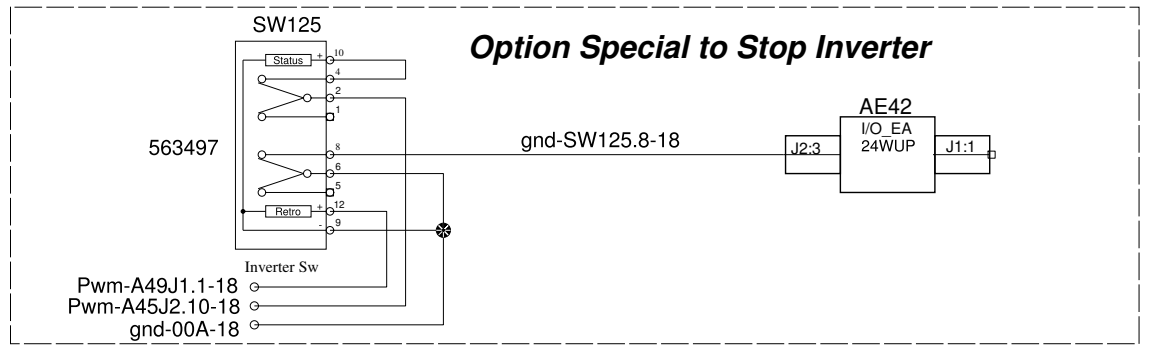 SW125
Option Special to Stop Inverter
Status + 10
4
2
1
AE42
I/O_EA
24WUP
563497
gnd-SW125.8-18
J2:3
J1:1
8
6
5
Retro + 12
- 9
Inverter Sw
Pwm-A49J1.1-18
Pwm-A45J2.10-18
gnd-00A-18